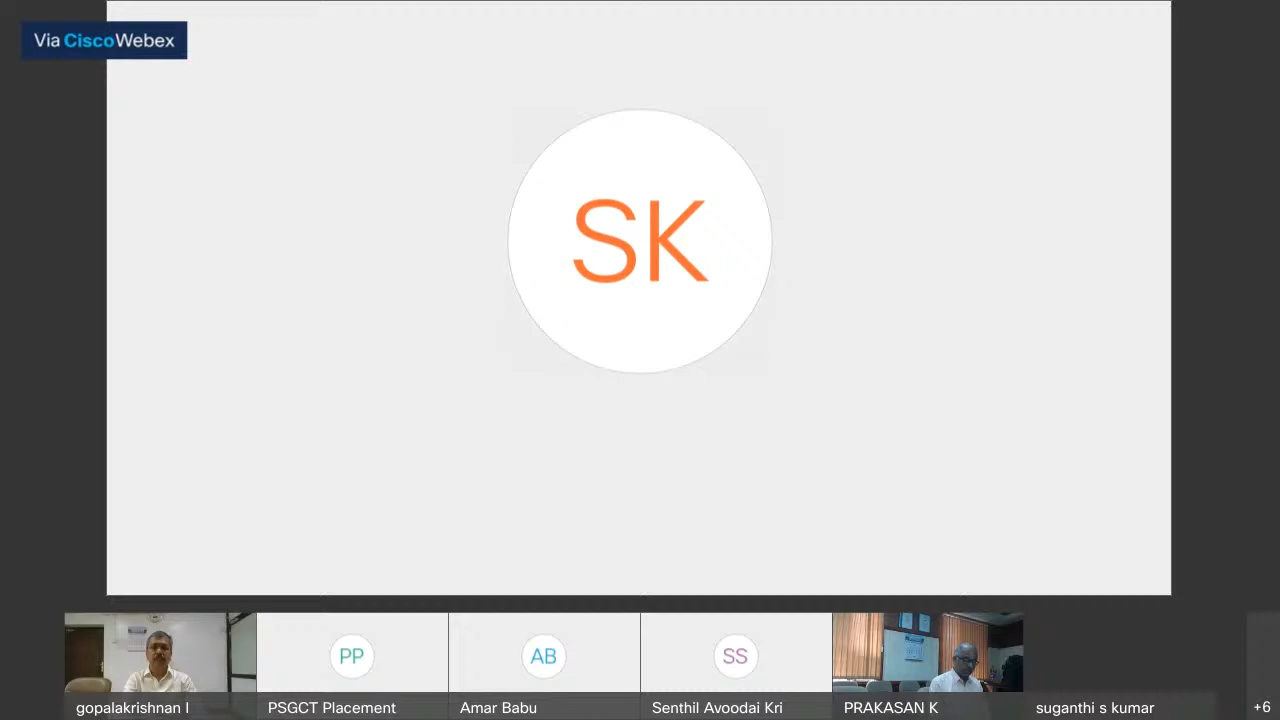 Via CiscoWebex
SK
PP
AB
SS
gopalakrishnan I
PSGCT Placement
Amar Babu
Senthil Avoodai Kri
PRAKASAN K
suganthi s kumar
+6